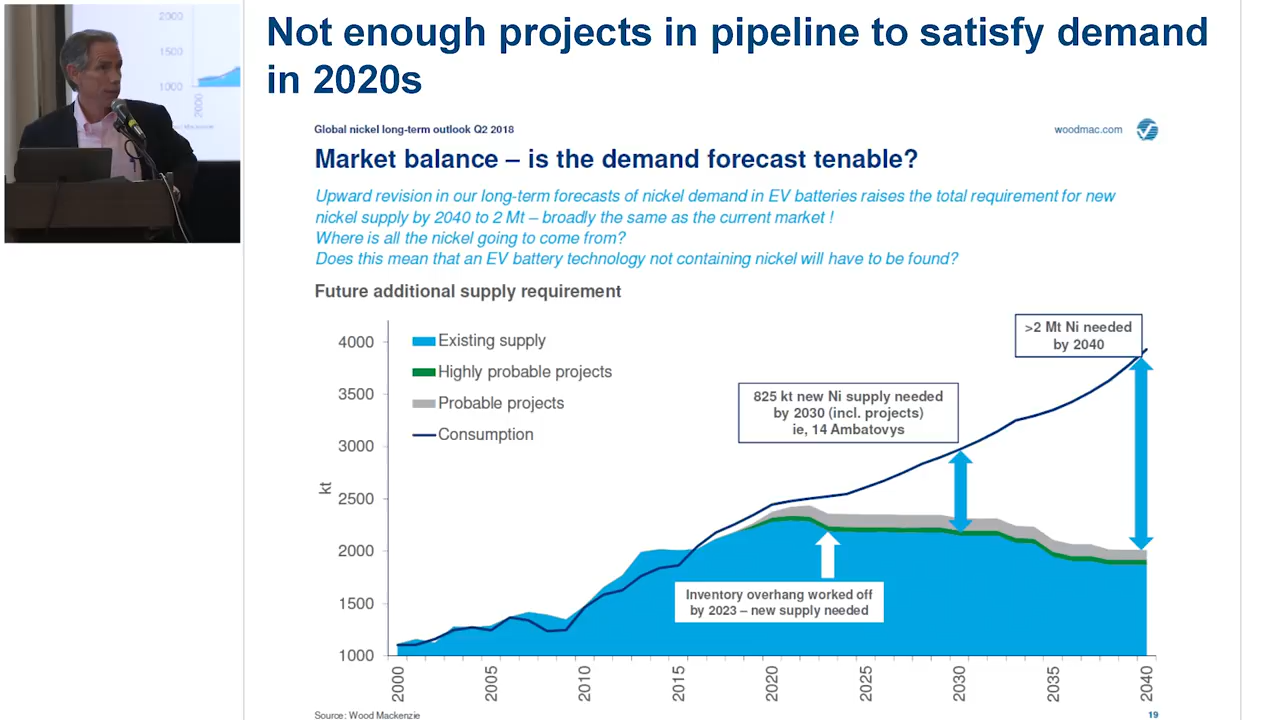 Not enough projects in pipeline to satisfy demand
in 2020s
Global nickel long-term outlook Q2 2018
woodmac.com
Market balance – is the demand forecast tenable?
Upward revision in our long-term forecasts of nickel demand in EV batteries raises the total requirement for new
nickel supply by 2040 to 2 Mt – broadly the same as the current market !
Where is all the nickel going to come from?
Does this mean that an EV battery technology not containing nickel will have to be found?
Future additional supply requirement
4000
3500
3000
2500
2000
1500
1000
kt
Existing supply
Highly probable projects
Probable projects
Consumption
>2 Mt Ni needed
by 2040
825 kt new Ni supply needed
by 2030 (incl. projects)
ie, 14 Ambatovys
Inventory overhang worked off
by 2023 – new supply needed
2000
2005
2010
2015
2020
2025
2030
2035
2040
Source: Wood Mackenzie
19
2000
1500
1000
2000